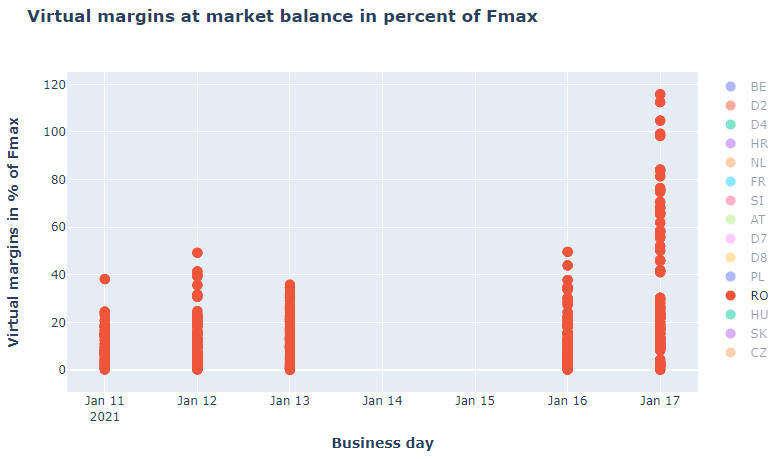 Virtual margins at market balance in percent of Fmax
Virtual margins in % of Fmax
120
100
80
60
40
20
0
Jan 11
2021
Jan 12
Jan 13
Jan 14
Jan 15
Jan 16
Jan 17
Business day
BE
D2
D4
HR
NL
FR
SI
AT
D7
D8
PL
RO
HU
SK
CZ